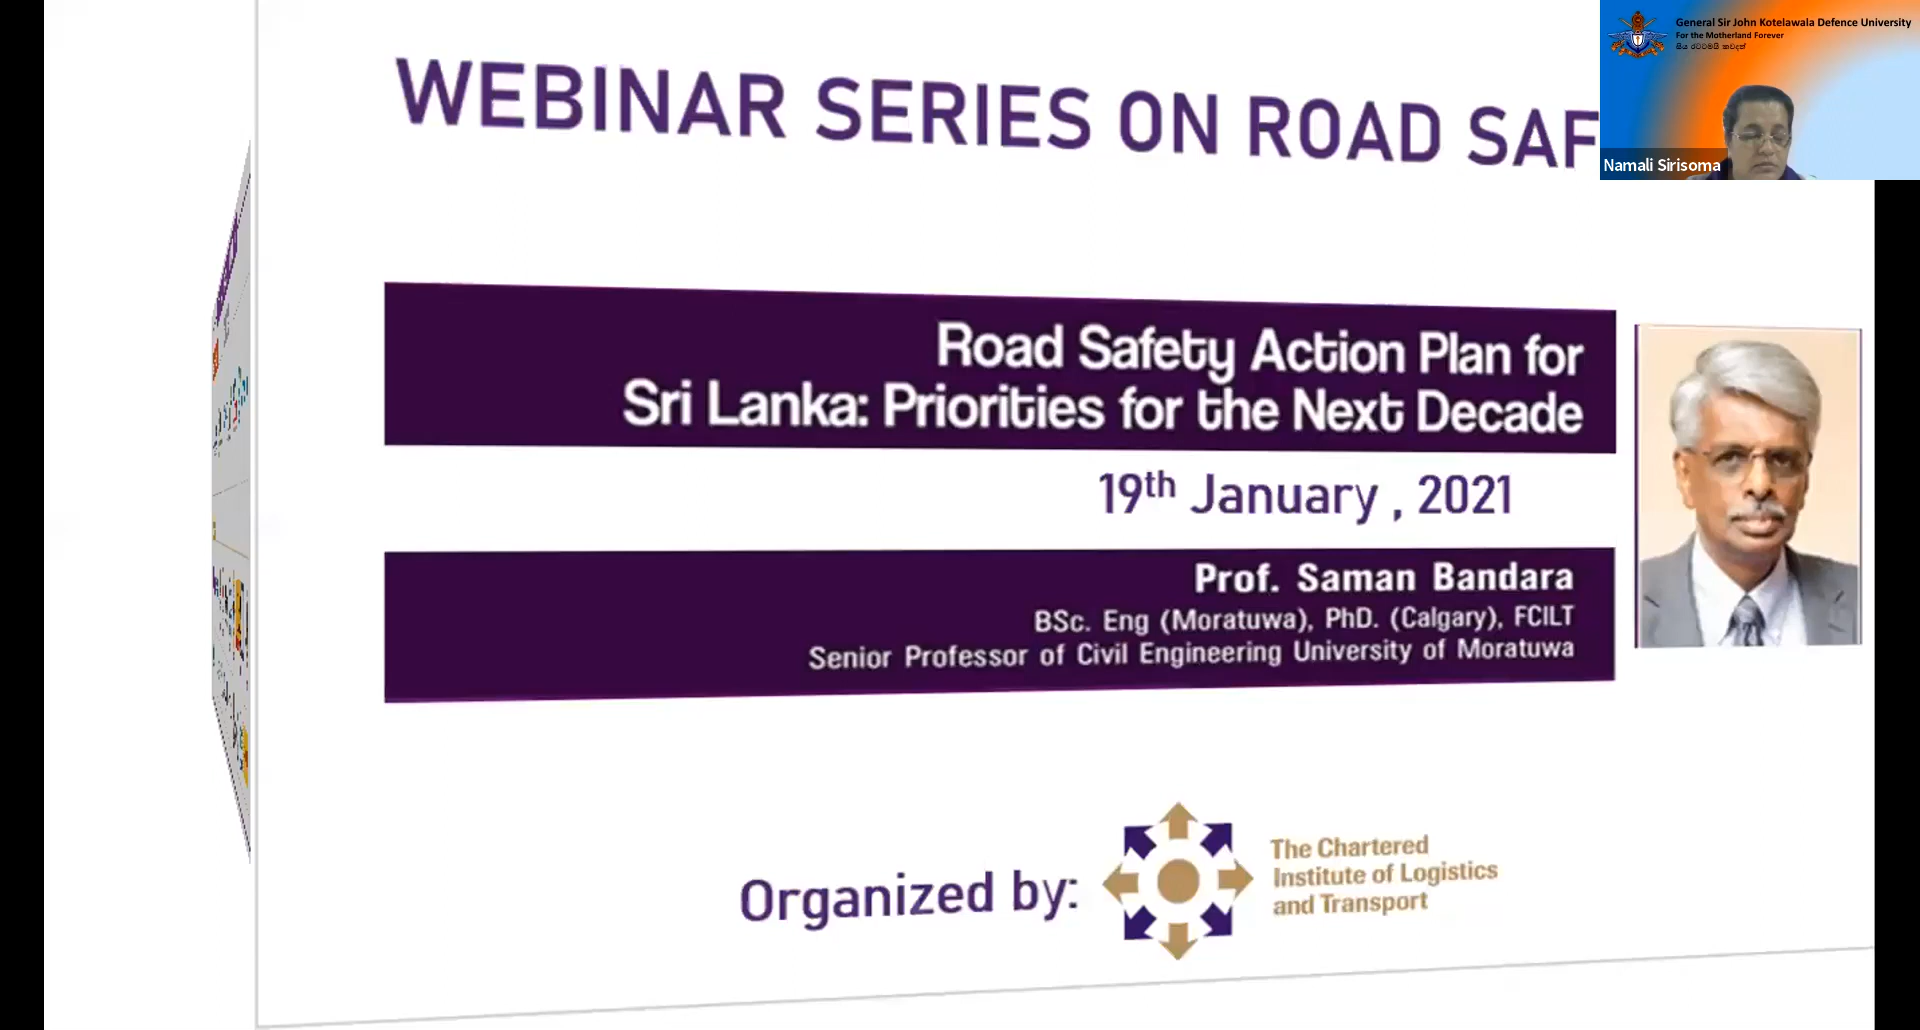 WEBINAR SERIES ON ROAD SAF
General Sir John Kotelawala Defence University
For the Motherland Forever
Namali Sirisoma
Road Safety Action Plan for
Sri Lanka: Priorities for the Next Decade
19th January , 2021
Prof. Saman Bandara
BSc. Eng (Moratuwa), PhD. (Calgary), FCILT
Senior Professor of Civil Engineering University of Moratuwa
Organized by:
The Chartered
Institute of Logistics
and Transport